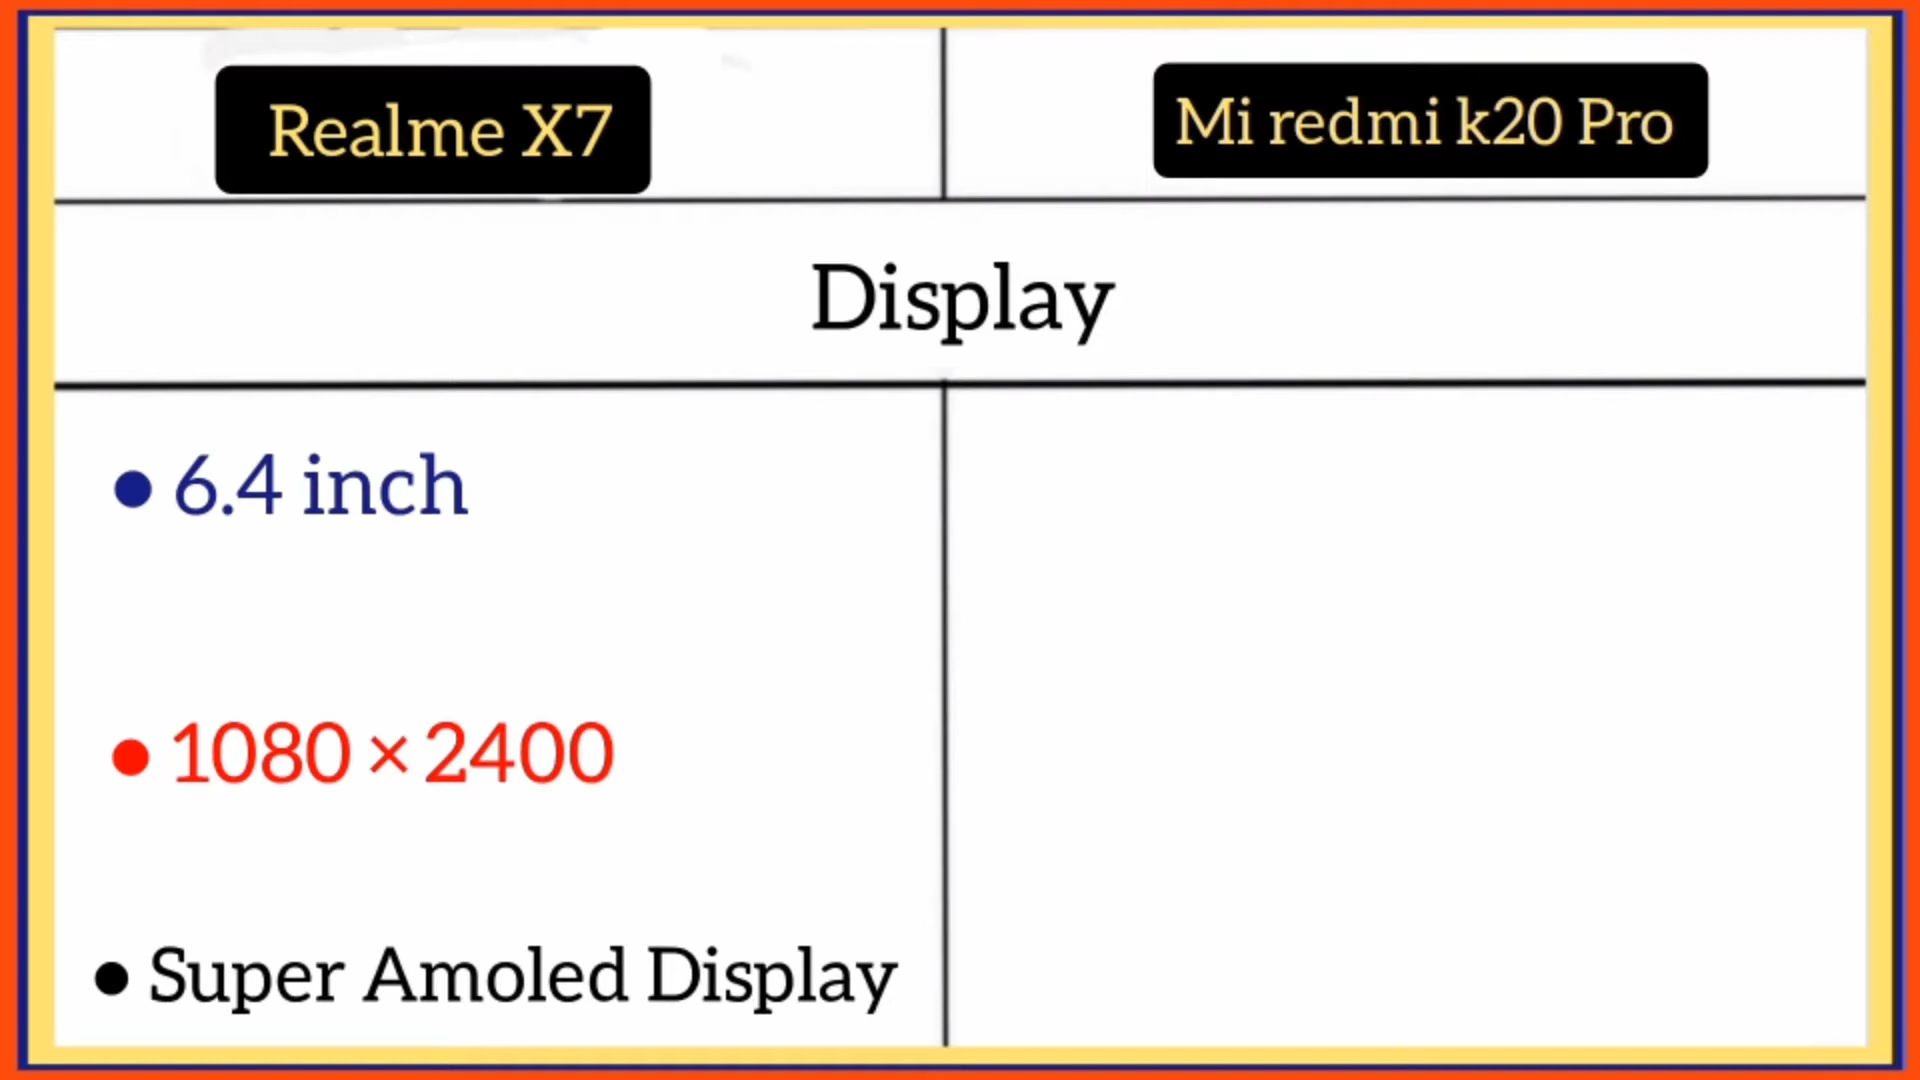 Realme X7
Mi redmi k20 Pro
Display
• 6.4 inch
• 1080 × 2400
• Super Amoled Display